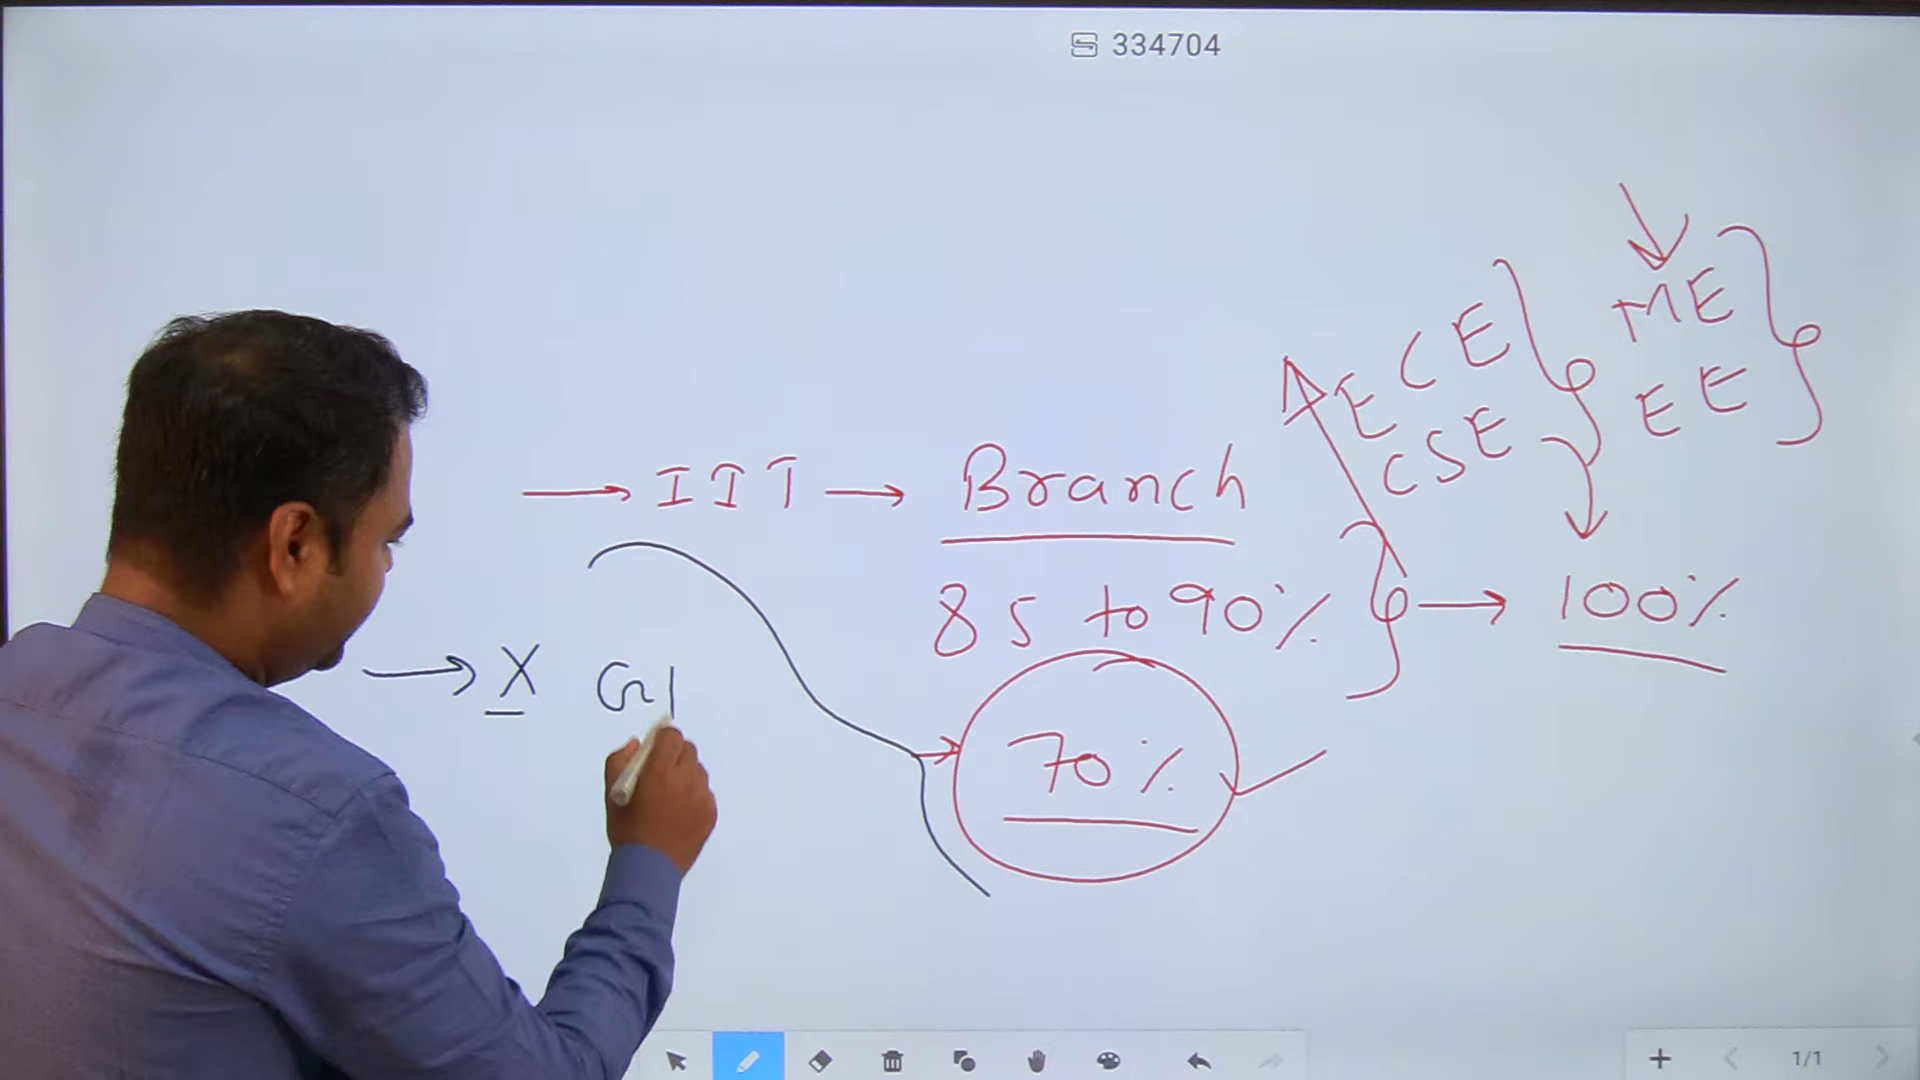 334704
ME
ECE
EE
CSE
IIT → Branch
85 to 90% → 100%
X
70%
1/1